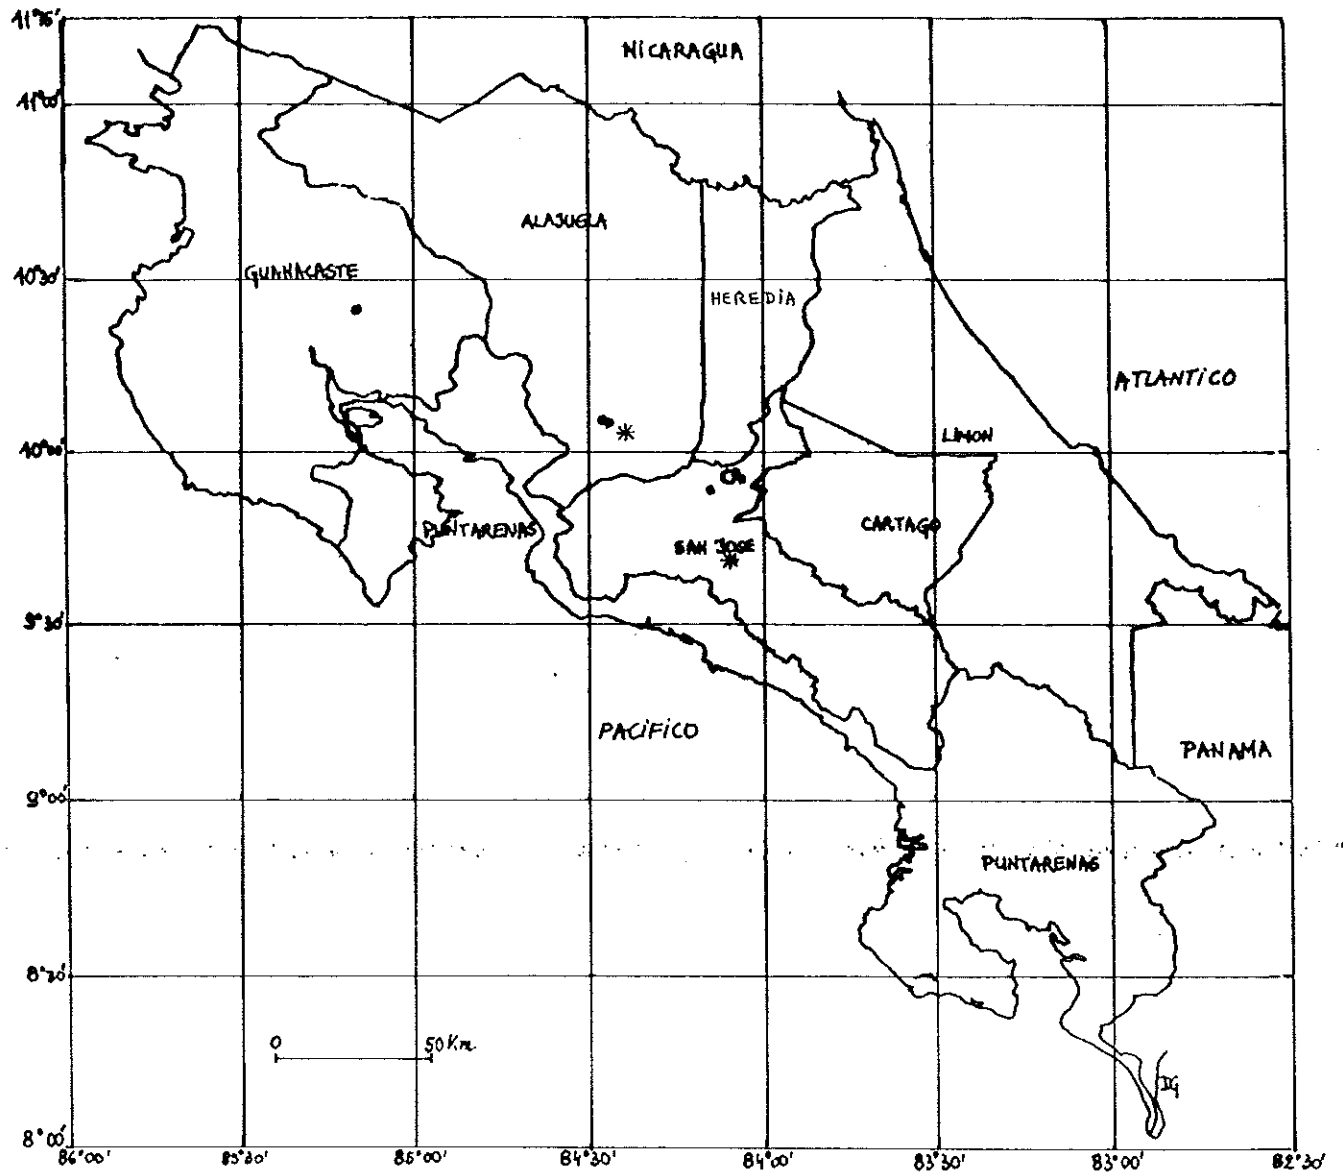 11°15'
NICARAGUA
11°00'
ALAJUELA
GUANACASTE
10°30'
HEREDIA
ATLANTICO
LIMON
10°00'
CARTAGO
PUNTARENAS
SAN JOSE
9°30'
PACIFICO
PANAMA
9°00'
PUNTARENAS
8°30'
0 50 Km.
8°00'
86°00' 85°30' 85°00' 84°30' 84°00' 83°30' 83°00' 82°30'